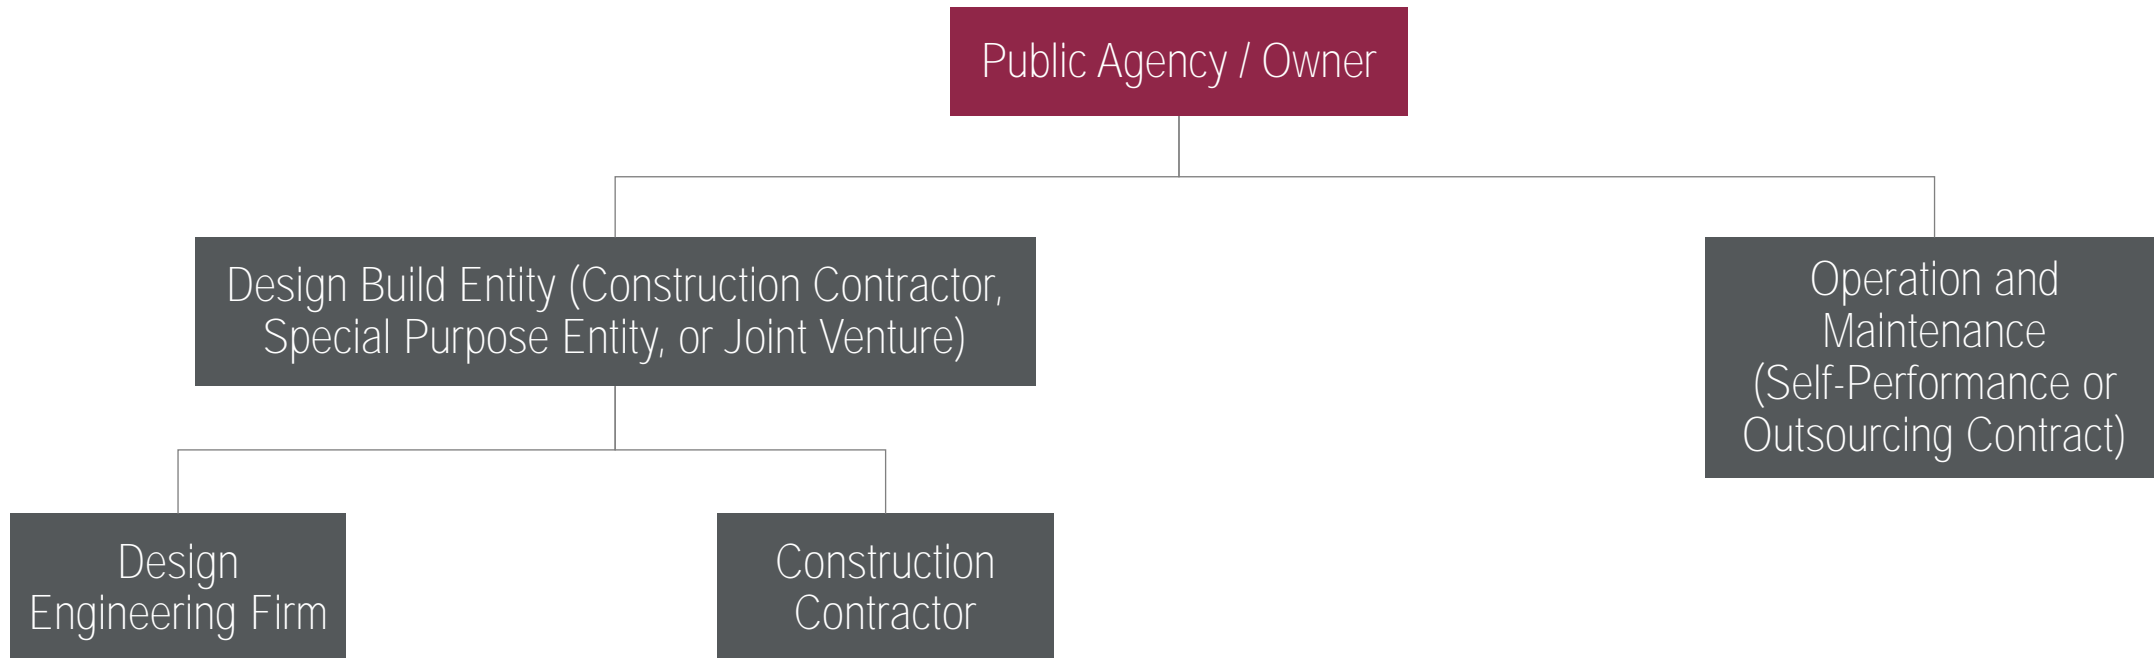 Public Agency / Owner
Design Build Entity (Construction Contractor,
Special Purpose Entity, or Joint Venture)
Operation and
Maintenance
(Self-Performance or
Outsourcing Contract)
Design
Engineering Firm
Construction
Contractor